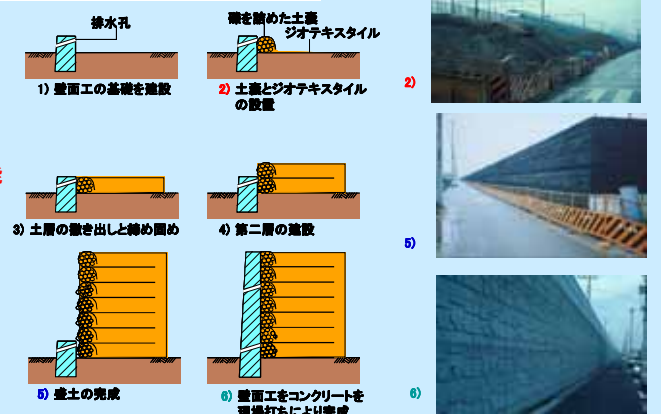 排水孔
礫を詰めた土嚢
ジオテキスタイル
1) 壁面工の基礎を建設
2) 土嚢とジオテキスタイル
の設置
2)
3) 土層の撒き出しと締め固め
4) 第二層の建設
5)
5) 盛土の完成
6) 壁面工をコンクリートを
現場打ちにより完成
6)